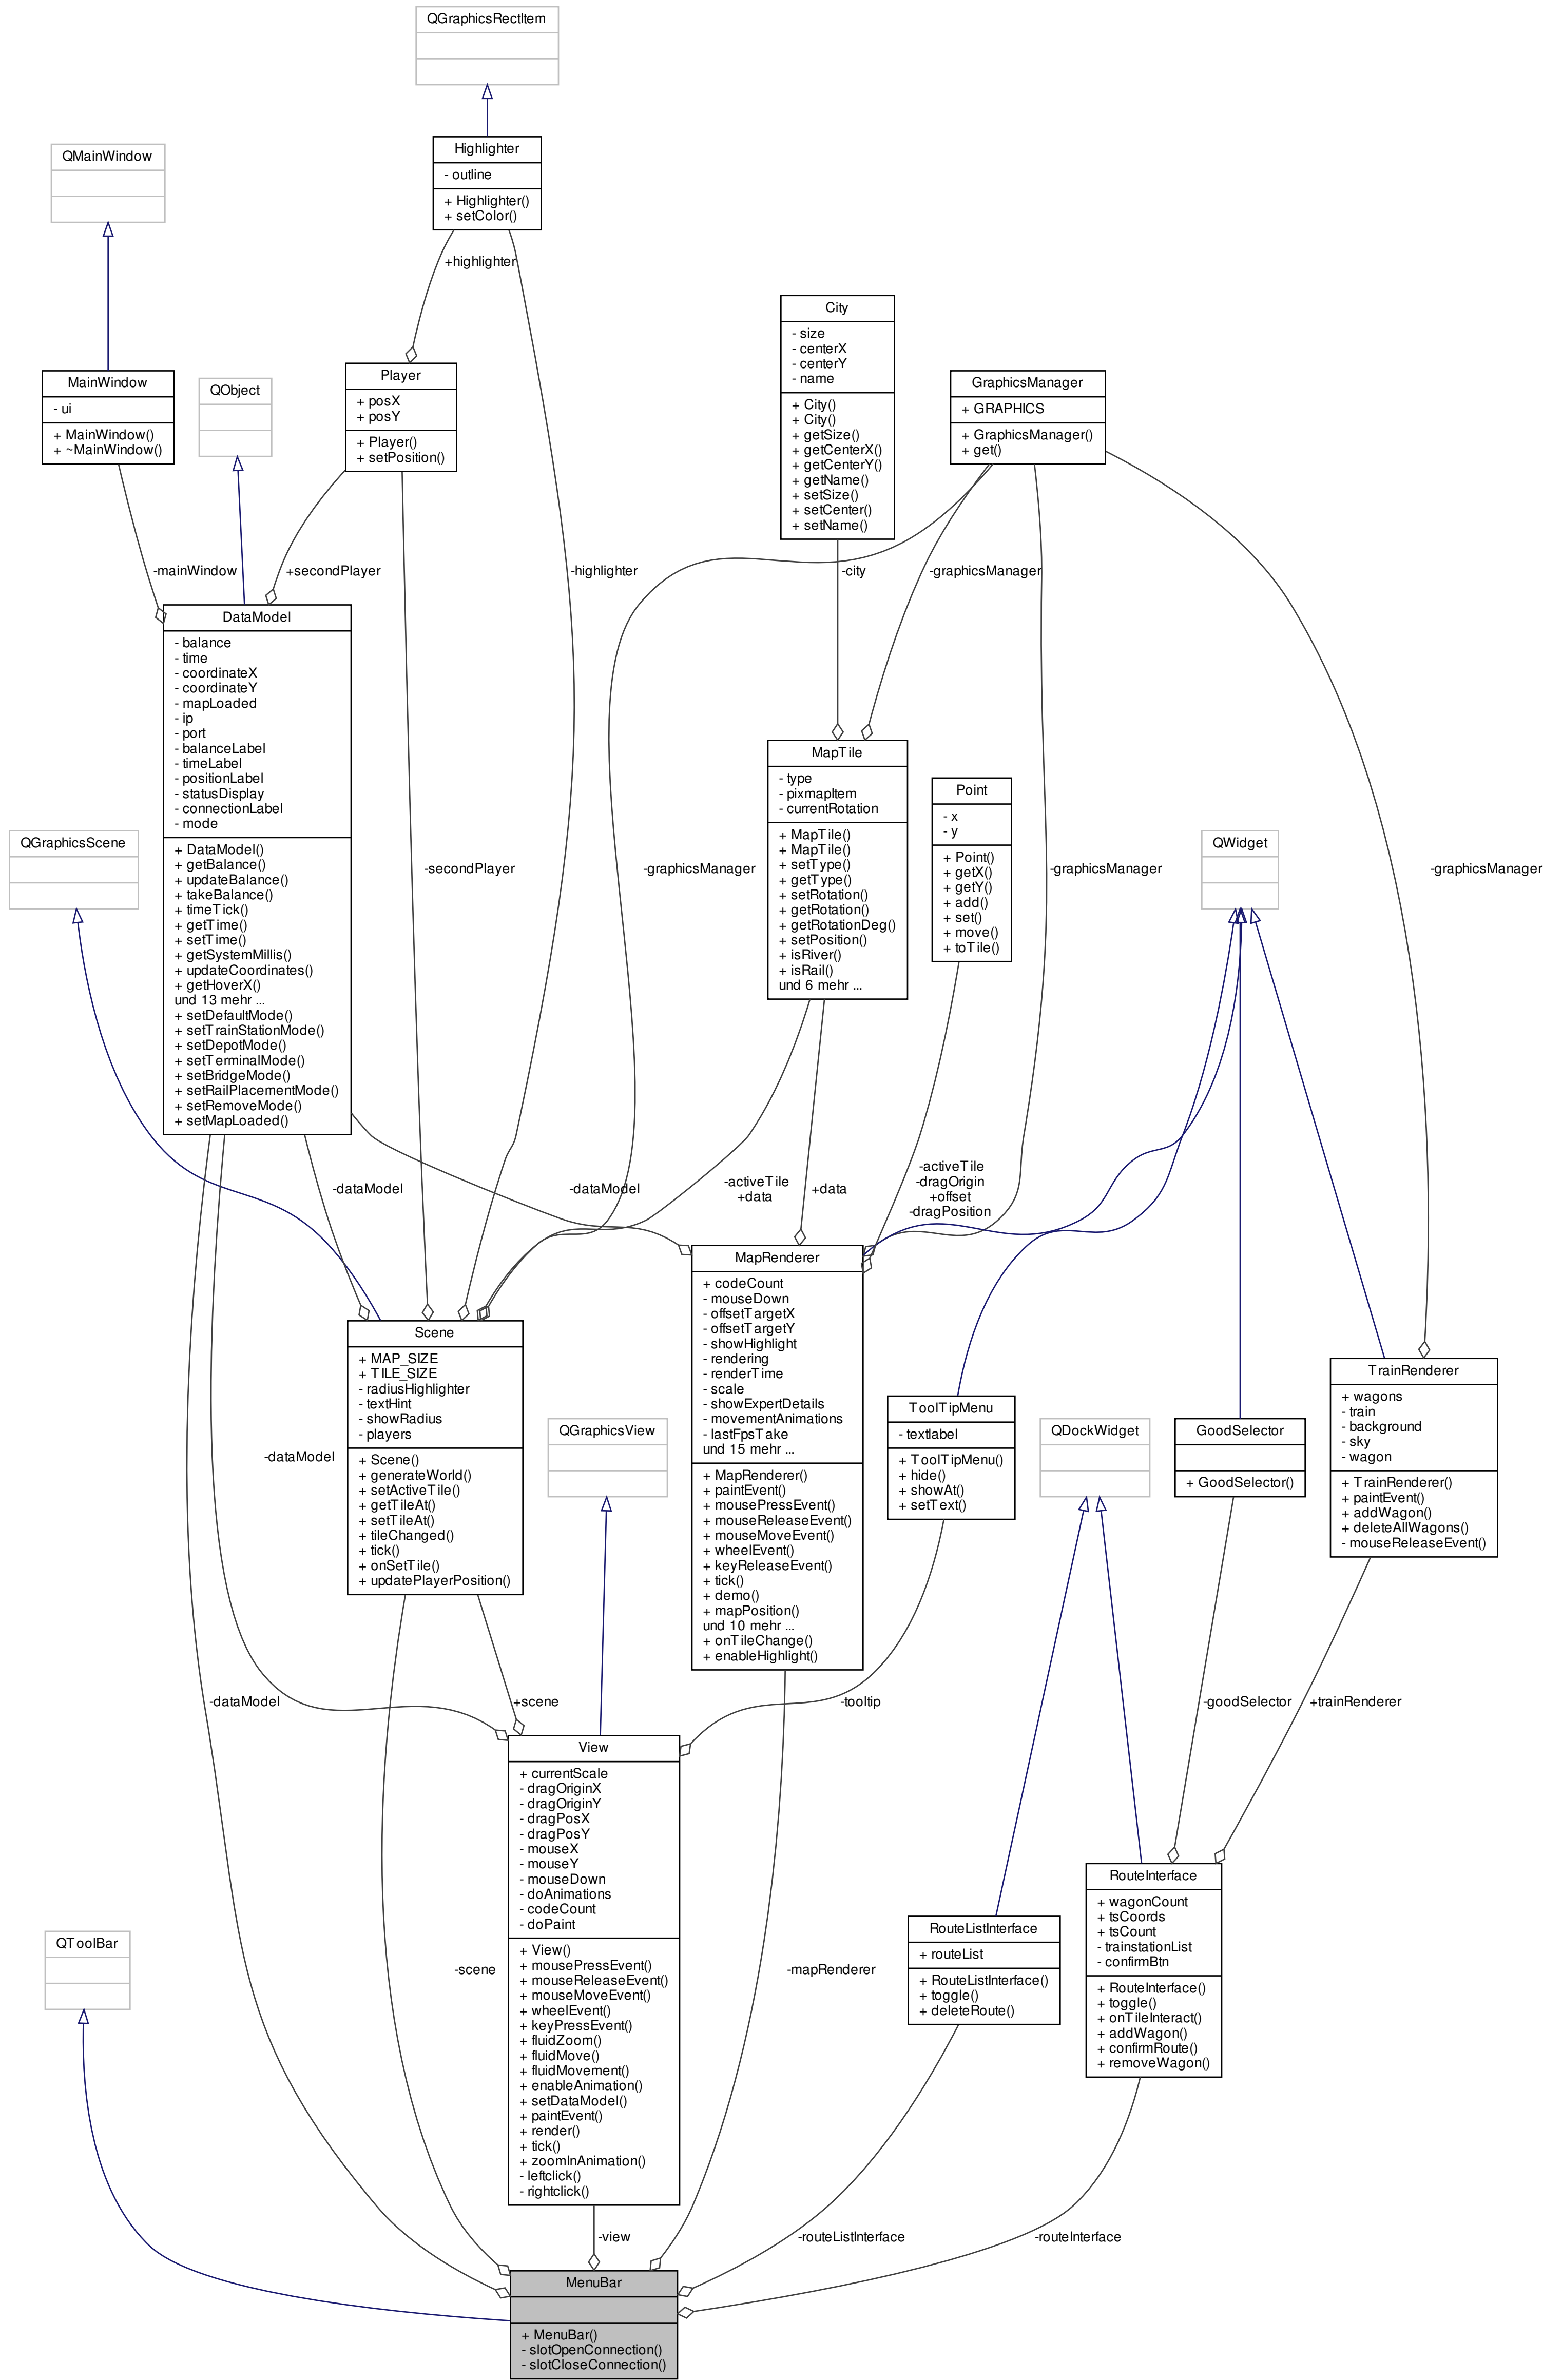 QGraphicsRectItem
Highlighter
- outline
+ Highlighter()
+ setColor()
QMainWindow
+highlighter
City
- size
- centerX
- centerY
- name
+ City()
+ City()
+ getSize()
+ getCenterX()
+ getCenterY()
+ getName()
+ setSize()
+ setCenter()
+ setName()
MainWindow
- ui
+ MainWindow()
+ ~MainWindow()
QObject
Player
+ posX
+ posY
+ Player()
+ setPosition()
GraphicsManager
+ GRAPHICS
+ GraphicsManager()
+ get()
-mainWindow
+secondPlayer
-highlighter
-city
-graphicsManager
DataModel
- balance
- time
- coordinateX
- coordinateY
- mapLoaded
- ip
- port
- balanceLabel
- timeLabel
- positionLabel
- statusDisplay
- connectionLabel
- mode
+ DataModel()
+ getBalance()
+ updateBalance()
+ takeBalance()
+ timeTick()
+ getTime()
+ setTime()
+ getSystemMillis()
+ updateCoordinates()
+ getHoverX()
und 13 mehr ...
+ setDefaultMode()
+ setTrainStationMode()
+ setDepotMode()
+ setTerminalMode()
+ setBridgeMode()
+ setRailPlacementMode()
+ setRemoveMode()
+ setMapLoaded()
MapTile
- type
- pixmapItem
- currentRotation
+ MapTile()
+ MapTile()
+ setType()
+ getType()
+ setRotation()
+ getRotation()
+ getRotationDeg()
+ setPosition()
+ isRiver()
+ isRail()
und 6 mehr ...
Point
- x
- y
+ Point()
+ getX()
+ getY()
+ add()
+ set()
+ move()
+ toTile()
QGraphicsScene
QWidget
-secondPlayer
-graphicsManager
-graphicsManager
-graphicsManager
-dataModel
-dataModel
-activeTile
+data
+data
-activeTile
-dragOrigin
+offset
-dragPosition
Scene
+ MAP_SIZE
+ TILE_SIZE
- radiusHighlighter
- textHint
- showRadius
- players
+ Scene()
+ generateWorld()
+ setActiveTile()
+ getTileAt()
+ setTileAt()
+ tileChanged()
+ tick()
+ onSetTile()
+ updatePlayerPosition()
MapRenderer
+ codeCount
- mouseDown
- offsetTargetX
- offsetTargetY
- showHighlight
- rendering
- renderTime
- scale
- showExpertDetails
- movementAnimations
- lastFpsTake
und 15 mehr ...
+ MapRenderer()
+ paintEvent()
+ mousePressEvent()
+ mouseReleaseEvent()
+ mouseMoveEvent()
+ wheelEvent()
+ keyReleaseEvent()
+ tick()
+ demo()
+ mapPosition()
und 10 mehr ...
+ onTileChange()
+ enableHighlight()
ToolTipMenu
- textlabel
+ ToolTipMenu()
+ hide()
+ showAt()
+ setText()
QGraphicsView
QDockWidget
GoodSelector
+ GoodSelector()
TrainRenderer
+ wagons
- train
- background
- sky
- wagon
+ TrainRenderer()
+ paintEvent()
+ addWagon()
+ deleteAllWagons()
- mouseReleaseEvent()
-dataModel
-dataModel
+scene
-tooltip
-goodSelector
+trainRenderer
View
+ currentScale
- dragOriginX
- dragOriginY
- dragPosX
- dragPosY
- mouseX
- mouseY
- mouseDown
- doAnimations
- codeCount
- doPaint
+ View()
+ mousePressEvent()
+ mouseReleaseEvent()
+ mouseMoveEvent()
+ wheelEvent()
+ keyPressEvent()
+ fluidZoom()
+ fluidMove()
+ fluidMovement()
+ enableAnimation()
+ setDataModel()
+ paintEvent()
+ render()
+ tick()
+ zoomInAnimation()
- leftclick()
- rightclick()
RouteListInterface
+ routeList
+ RouteListInterface()
+ toggle()
+ deleteRoute()
RouteInterface
+ wagonCount
+ tsCoords
+ tsCount
- trainstationList
- confirmBtn
+ RouteInterface()
+ toggle()
+ onTileInteract()
+ addWagon()
+ confirmRoute()
+ removeWagon()
QToolBar
-scene
-mapRenderer
-view
-routeListInterface
-routeInterface
MenuBar
+ MenuBar()
- slotOpenConnection()
- slotCloseConnection()